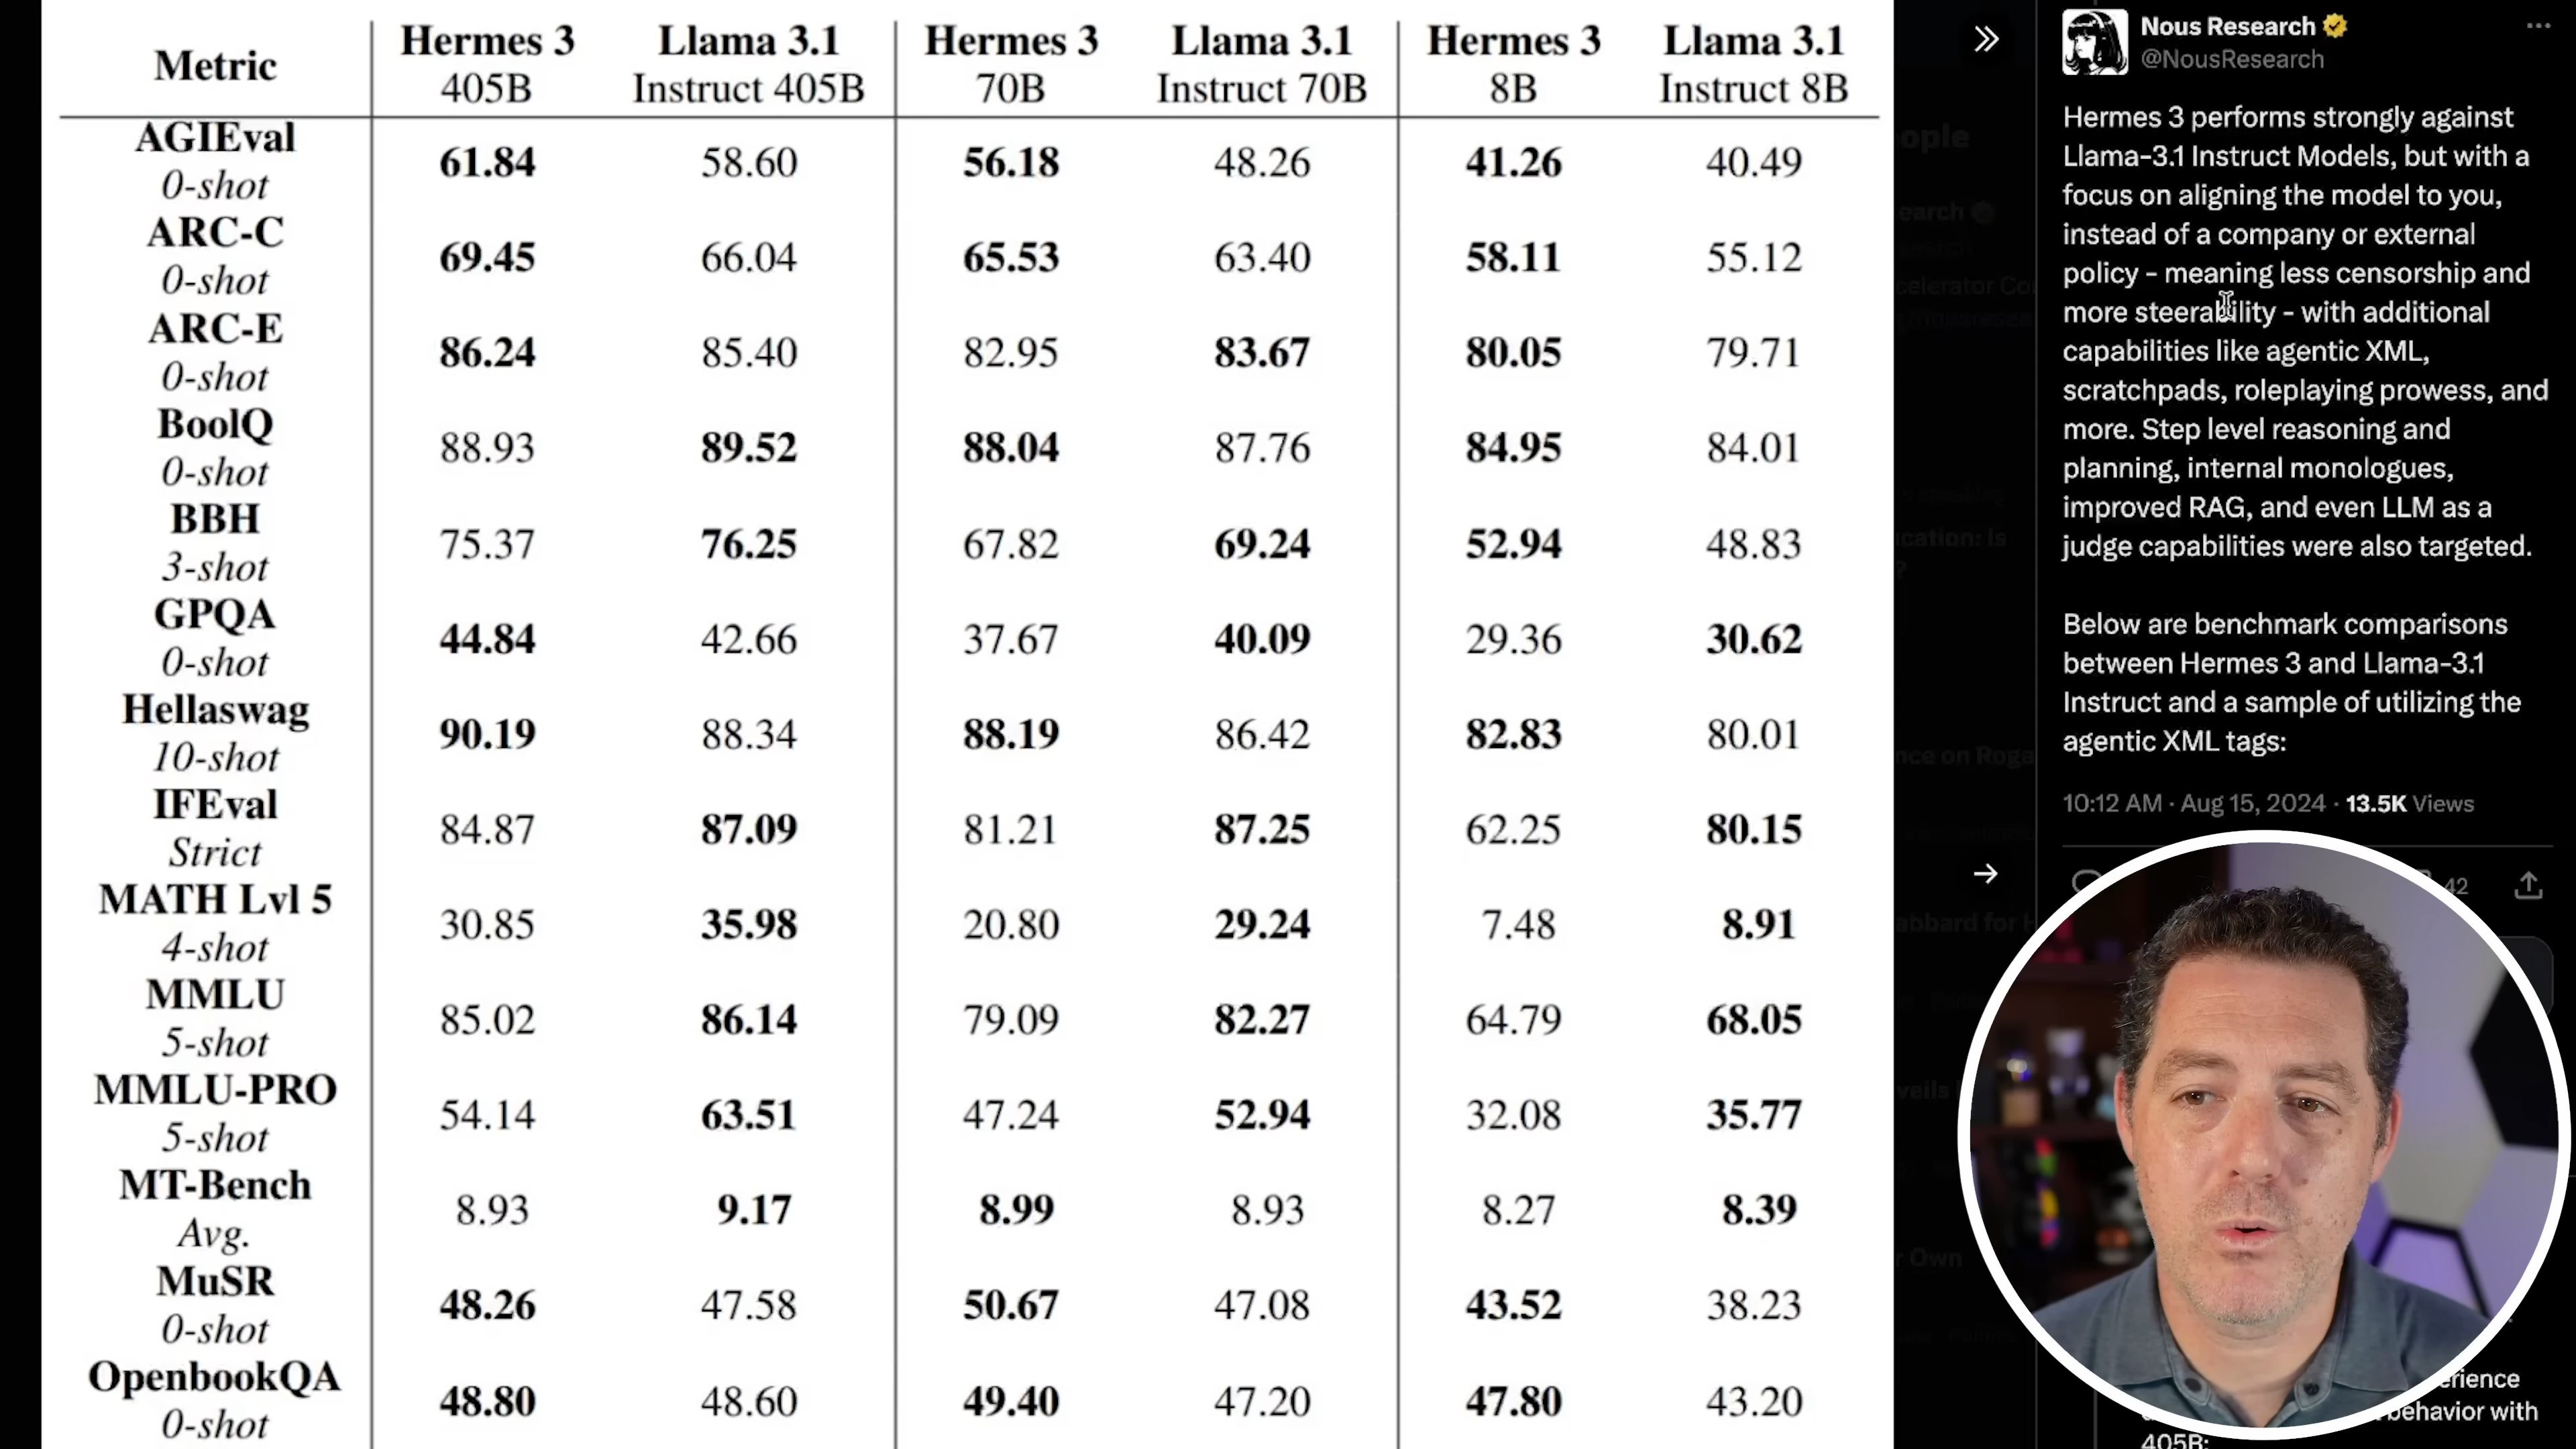 Metric Hermes 3 Llama 3.1 Hermes 3 Llama 3.1 Hermes 3 Llama 3.1
405B Instruct 405B 70B Instruct 70B 8B Instruct 8B
AGIEval 0-shot 61.84 58.60 56.18 48.26 41.26 40.49
ARC-C 0-shot 69.45 66.04 65.53 63.40 58.11 55.12
ARC-E 0-shot 86.24 85.40 82.95 83.67 80.05 79.71
BoolQ 0-shot 88.93 89.52 88.04 87.76 84.95 84.01
BBH 3-shot 75.37 76.25 67.82 69.24 52.94 48.83
GPQA 0-shot 44.84 42.66 37.67 40.09 29.36 30.62
Hellaswag 10-shot 90.19 88.34 88.19 86.42 82.83 80.01
IFEval Strict 84.87 87.09 81.21 87.25 62.25 80.15
MATH Lvl 5 4-shot 30.85 35.98 20.80 29.24 7.48 8.91
MMLU 5-shot 85.02 86.14 79.09 82.27 64.79 68.05
MMLU-PRO 5-shot 54.14 63.51 47.24 52.94 32.08 35.77
MT-Bench Avg. 8.93 9.17 8.99 8.93 8.27 8.39
MuSR 0-shot 48.26 47.58 50.67 47.08 43.52 38.23
OpenbookQA 0-shot 48.80 48.60 49.40 47.20 47.80 43.20
Nous Research
@NousResearch
Hermes 3 performs strongly against
Llama-3.1 Instruct Models, but with a
focus on aligning the model to you,
instead of a company or external
policy - meaning less censorship and
more steerability - with additional
capabilities like agentic XML,
scratchpads, roleplaying prowess, and
more. Step level reasoning and
planning, internal monologues,
improved RAG, and even LLM as a
judge capabilities were also targeted.
Below are benchmark comparisons
between Hermes 3 and Llama-3.1
Instruct and a sample of utilizing the
agentic XML tags:
10:12 AM · Aug 15, 2024 · 13.5K Views
42
behavior with
405B: